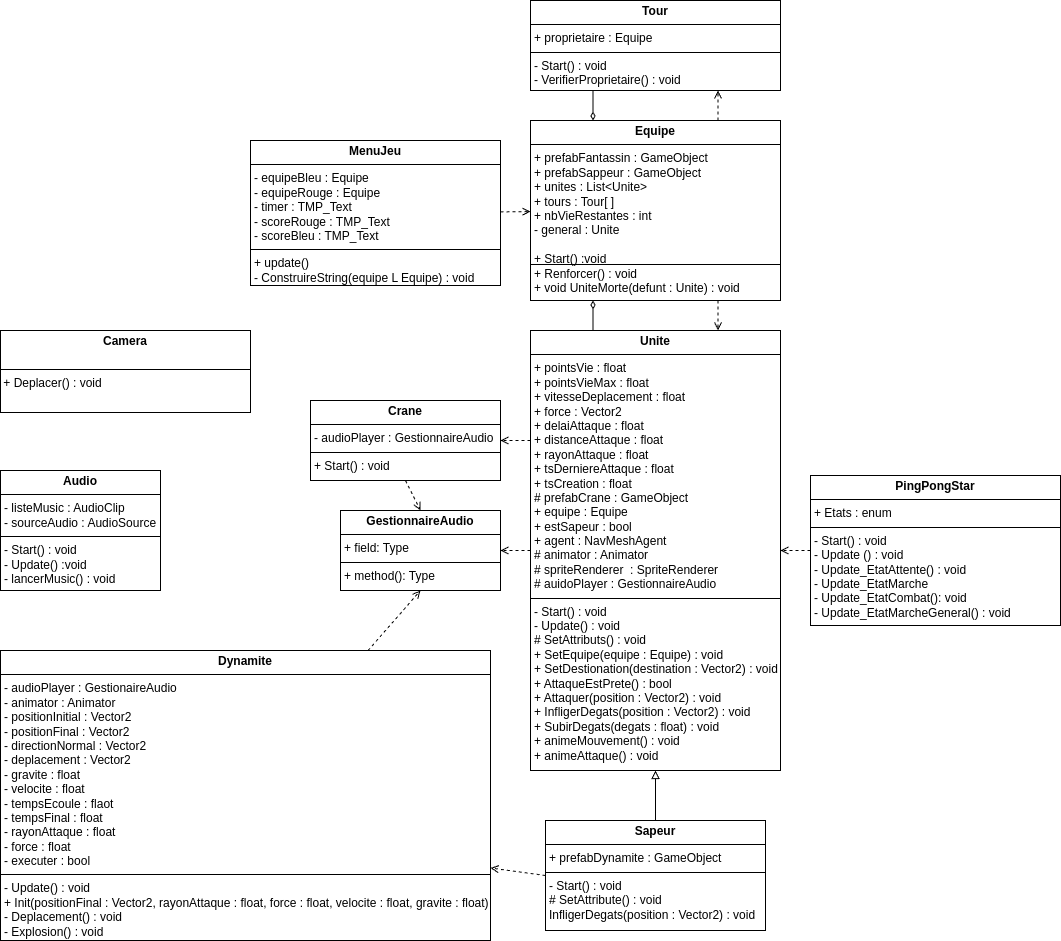 Tour
+ proprietaire : Equipe
- Start() : void
- VerifierProprietaire() : void
Equipe
+ prefabFantassin : GameObject
+ prefabSappeur : GameObject
+ unites : List<Unite>
+ tours : Tour[ ]
+ nbVieRestantes : int
- general : Unite
+ Start() :void
+ Renforcer() : void
+ void UniteMorte(defunt : Unite) : void
MenuJeu
- equipeBleu : Equipe
- equipeRouge : Equipe
- timer : TMP_Text
- scoreRouge : TMP_Text
- scoreBleu : TMP_Text
+ update()
- ConstruireString(equipe L Equipe) : void
Camera
+ Deplacer() : void
Crane
- audioPlayer : GestionnaireAudio
+ Start() : void
Audio
- listeMusic : AudioClip
- sourceAudio : AudioSource
- Start() : void
- Update() :void
- lancerMusic() : void
GestionnaireAudio
+ field: Type
+ method(): Type
Unite
+ pointsVie : float
+ pointsVieMax : float
+ vitesseDeplacement : float
+ force : Vector2
+ delaiAttaque : float
+ distanceAttaque : float
+ rayonAttaque : float
+ tsDerniereAttaque : float
+ tsCreation : float
# prefabCrane : GameObject
+ equipe : Equipe
+ estSapeur : bool
+ agent : NavMeshAgent
# animator : Animator
# spriteRenderer  : SpriteRenderer
# auidoPlayer : GestionnaireAudio
- Start() : void
- Update() : void
# SetAttributs() : void
+ SetEquipe(equipe : Equipe) : void
+ SetDestionation(destination : Vector2) : void
+ AttaqueEstPrete() : bool
+ Attaquer(position : Vector2) : void
+ InfligerDegats(position : Vector2) : void
+ SubirDegats(degats : float) : void
+ animeMouvement() : void
+ animeAttaque() : void
PingPongStar
+ Etats : enum
- Start() : void
- Update () : void
- Update_EtatAttente() : void
- Update_EtatMarche
- Update_EtatCombat(): void
- Update_EtatMarcheGeneral() : void
Dynamite
- audioPlayer : GestionaireAudio
- animator : Animator
- positionInitial : Vector2
- positionFinal : Vector2
- directionNormal : Vector2
- deplacement : Vector2
- gravite : float
- velocite : float
- tempsEcoule : flaot
- tempsFinal : float
- rayonAttaque : float
- force : float
- executer : bool
- Update() : void
+ Init(positionFinal : Vector2, rayonAttaque : float, force : float, velocite : float, gravite : float)
- Deplacement() : void
- Explosion() : void
Sapeur
+ prefabDynamite : GameObject
- Start() : void
# SetAttribute() : void
InfligerDegats(position : Vector2) : void